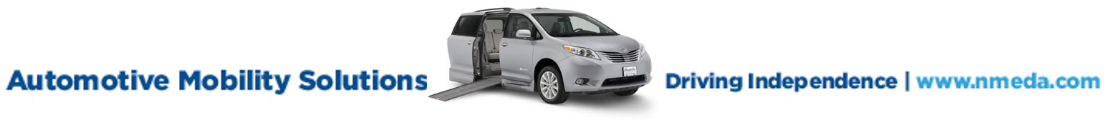 Automotive Mobility Solutions
Driving Independence | www.nmeda.com